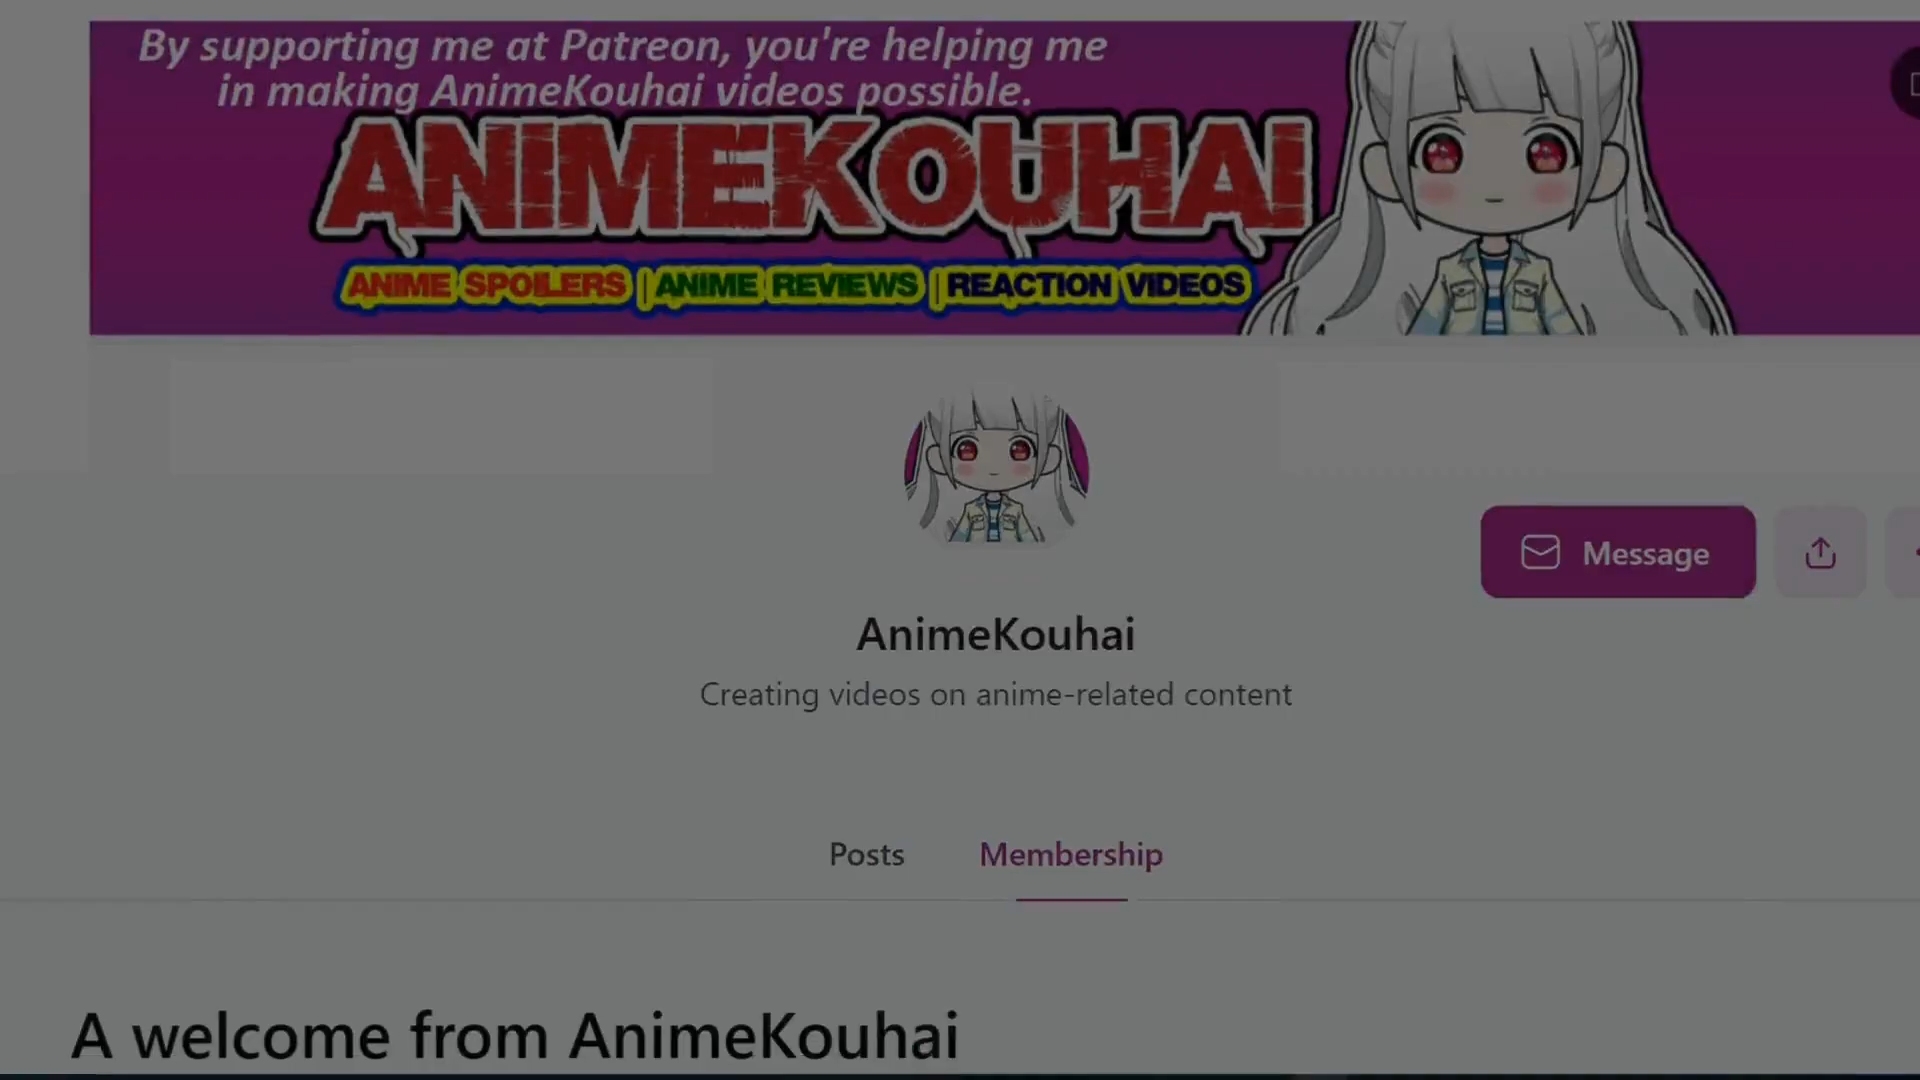 By supporting me at Patreon, you're helping me
in making AnimeKouhai videos possible.
ANIMEKOUHAI
ANIME SPOILERS | ANIME REVIEWS | REACTION VIDEOS
Message
AnimeKouhai
Creating videos on anime-related content
Posts Membership
A welcome from AnimeKouhai